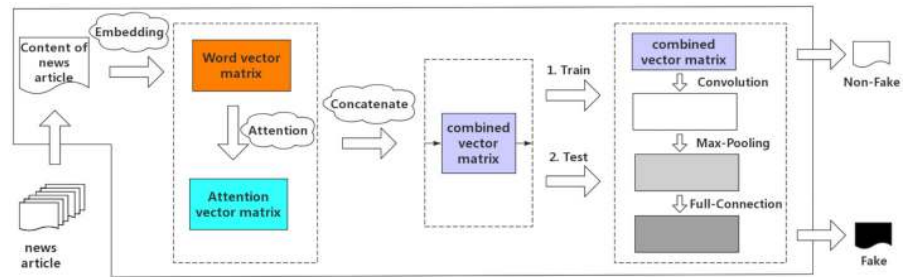 Content of
news
article
Embedding
Word vector
matrix
Attention
Attention
vector matrix
Concatenate
combined
vector
matrix
1. Train
2. Test
combined
vector matrix
Convolution
Max-Pooling
Full-Connection
Non-Fake
Fake
news
article